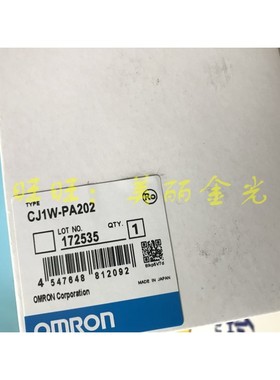 TYPE
CJ1W-PA202
LOT NO. QTY.
172535 1
旺旺：美丽金光
4 547648 612092
MADE IN JAPAN
OMRON Corporation
OMRON